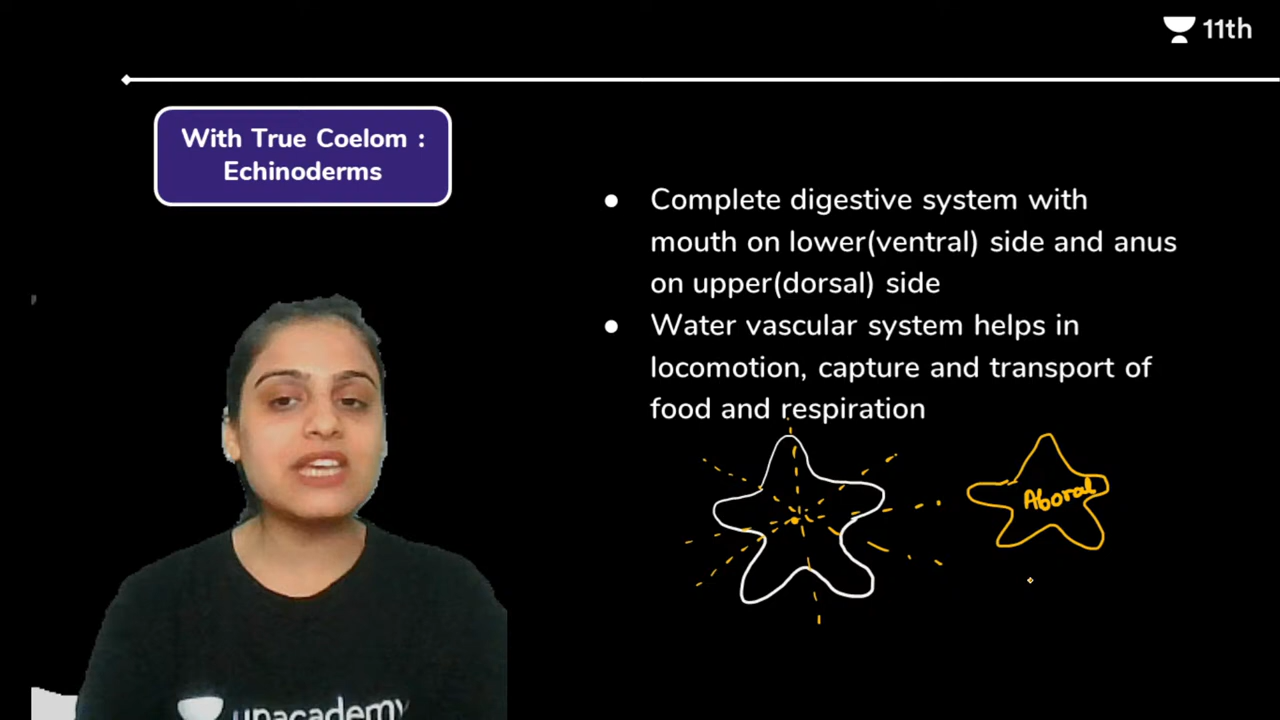 11th
With True Coelom :
Echinoderms
● Complete digestive system with
mouth on lower(ventral) side and anus
on upper(dorsal) side
● Water vascular system helps in
locomotion, capture and transport of
food and respiration
Aboral
unacademy